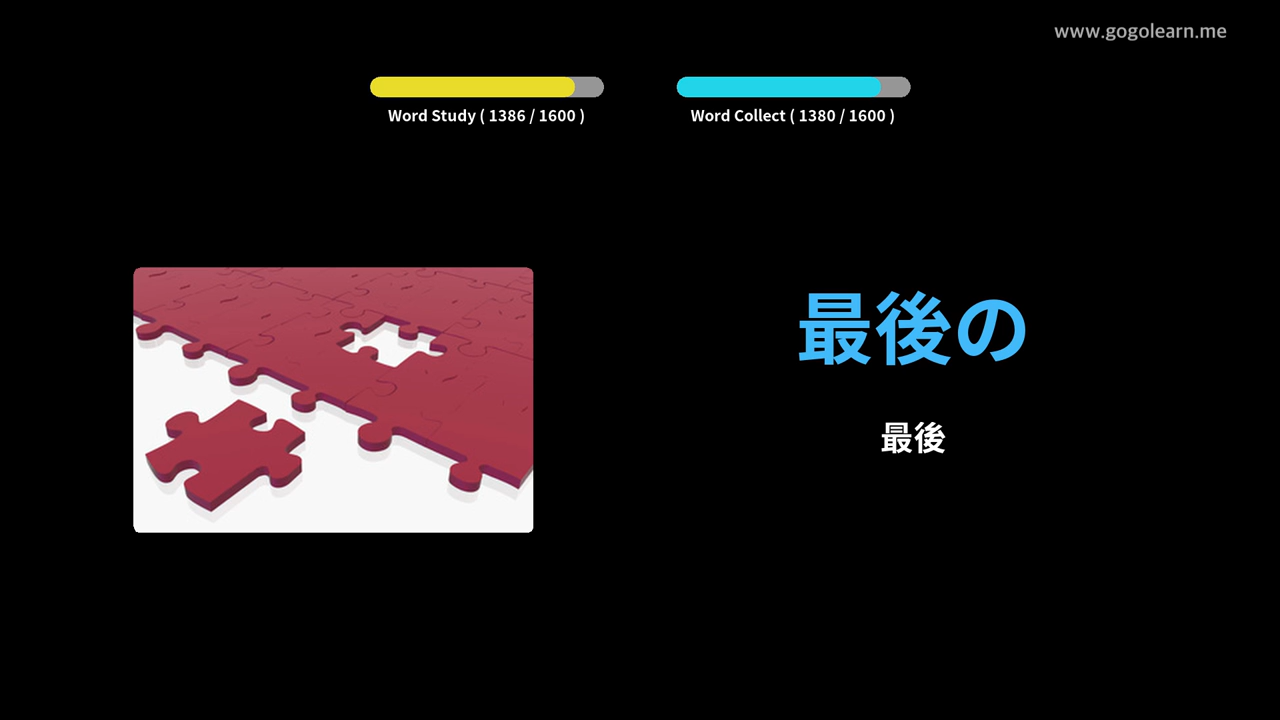 www.gogolearn.me
Word Study ( 1386 / 1600 )
Word Collect ( 1380 / 1600 )
最後の
最後